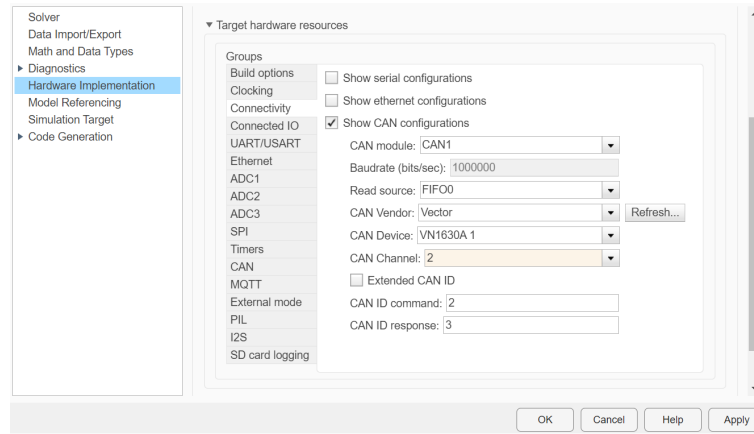 Solver
Data Import/Export
Math and Data Types
Diagnostics
Hardware Implementation
Model Referencing
Simulation Target
Code Generation
Target hardware resources
Groups
Build options
Clocking
Connectivity
Connected IO
UART/USART
Ethernet
ADC1
ADC2
ADC3
SPI
Timers
CAN
MQTT
External mode
PIL
I2S
SD card logging
Show serial configurations
Show ethernet configurations
Show CAN configurations
CAN module: CAN1
Baudrate (bits/sec): 1000000
Read source: FIFO0
CAN Vendor: Vector Refresh...
CAN Device: VN1630A 1
CAN Channel: 2
Extended CAN ID
CAN ID command: 2
CAN ID response: 3
OK Cancel Help Apply